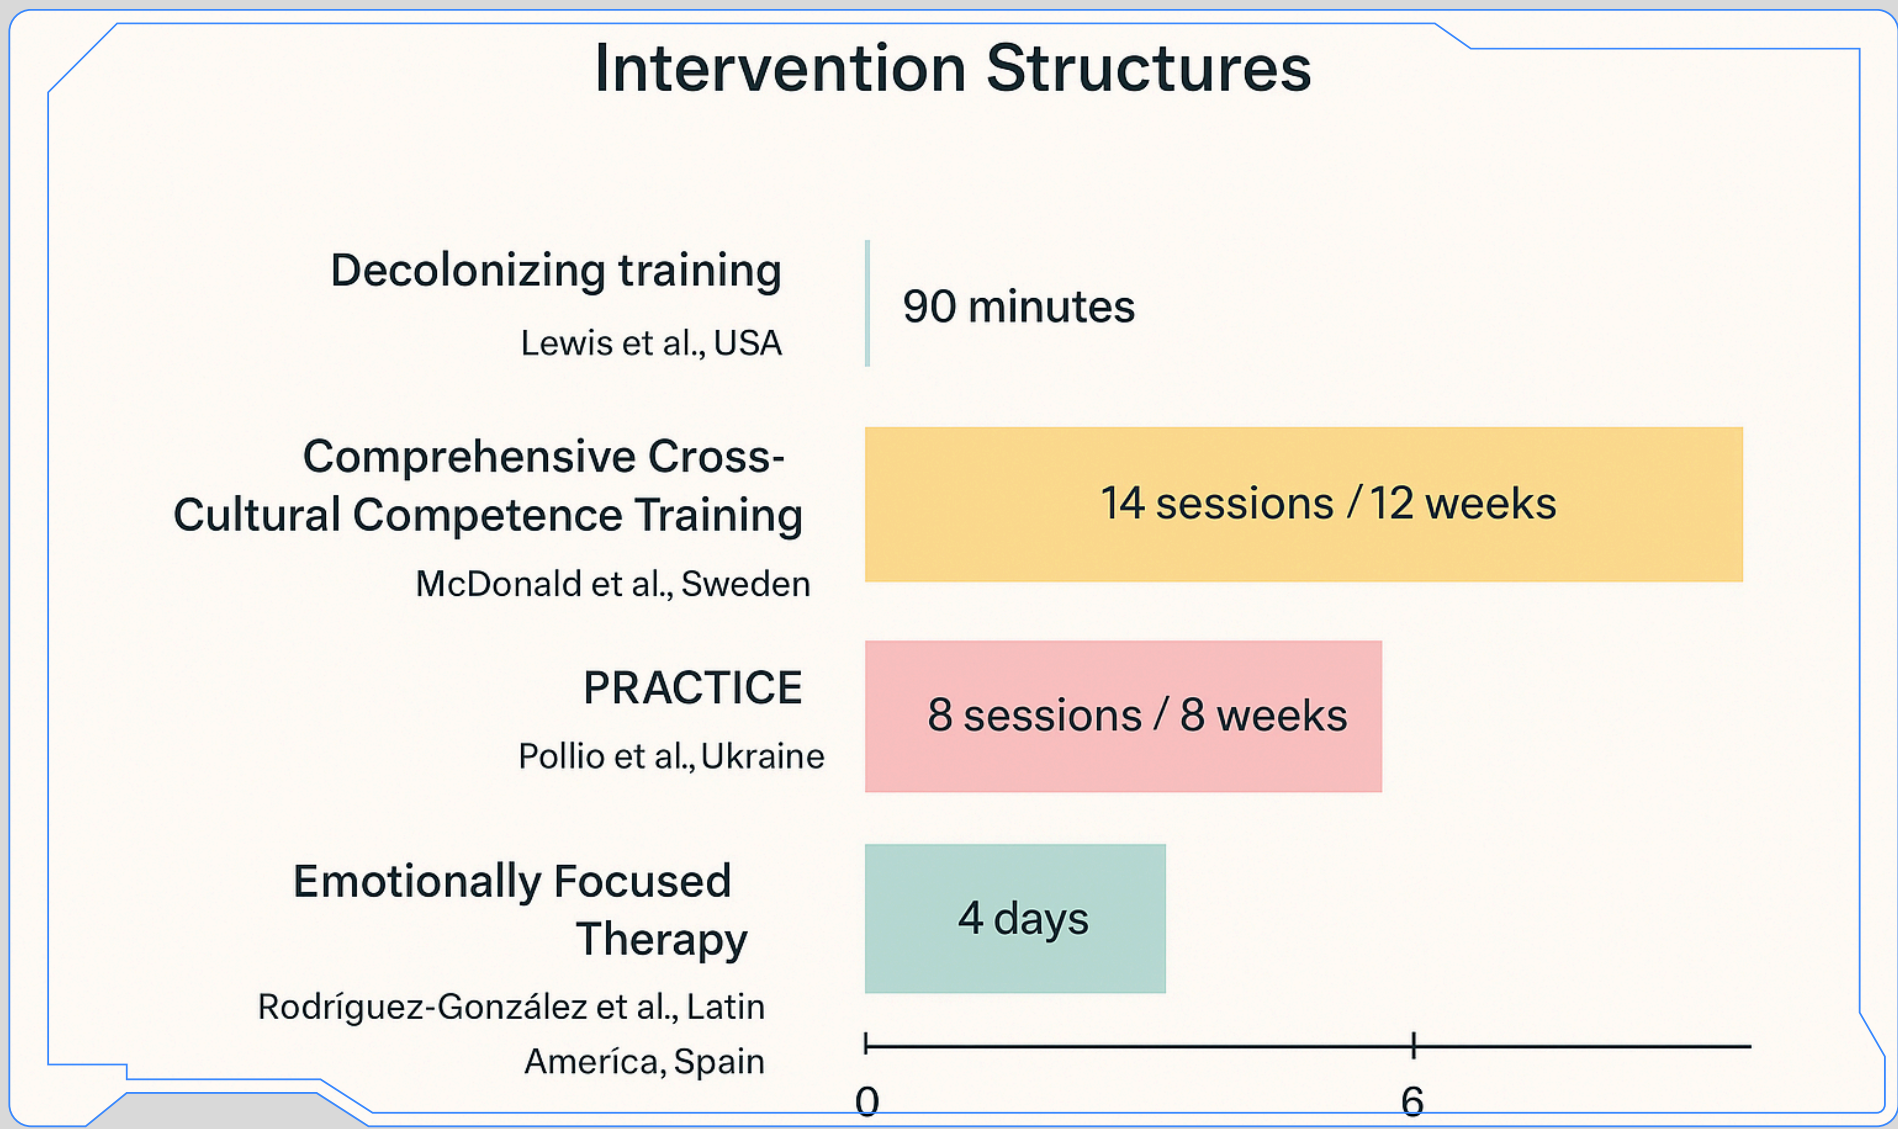 Intervention Structures
Decolonizing training
Lewis et al., USA
90 minutes
Comprehensive Cross-
Cultural Competence Training
McDonald et al., Sweden
14 sessions / 12 weeks
PRACTICE
Pollio et al., Ukraine
8 sessions / 8 weeks
Emotionally Focused
Therapy
Rodríguez-González et al., Latin
Ameríca, Spain
4 days
0
6